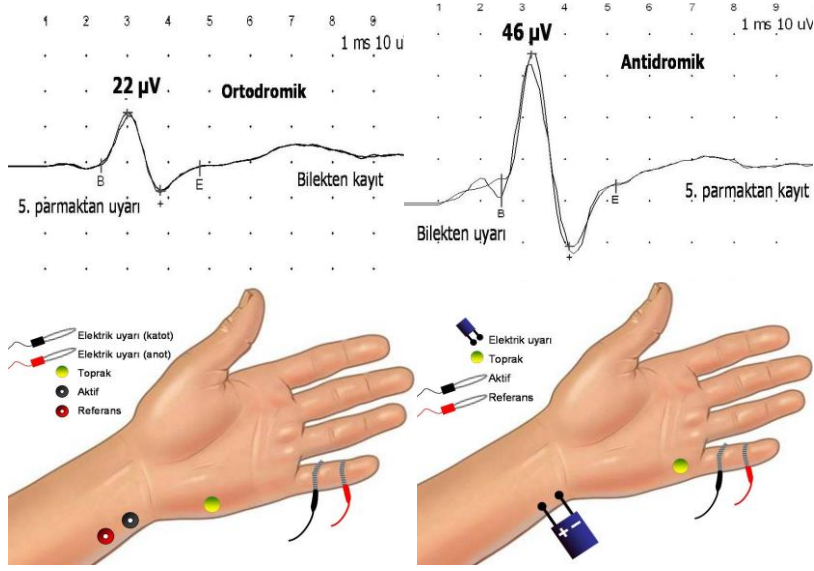 1 2 3 4 5 6 7 8 9
1 ms 10 uV
22 µV
Ortodromik
B
E
+
Bilekten kayıt
5. parmaktan uyarı
Elektrik uyarı (katot)
Elektrik uyarı (anot)
Toprak
Aktif
Referans
1 2 3 4 5 6 7 8 9
1 ms 10 uV
46 µV
Antidromik
B
E
+
5. parmaktan kayıt
Bilekten uyarı
Elektrik uyarı
Toprak
Aktif
Referans
+ −